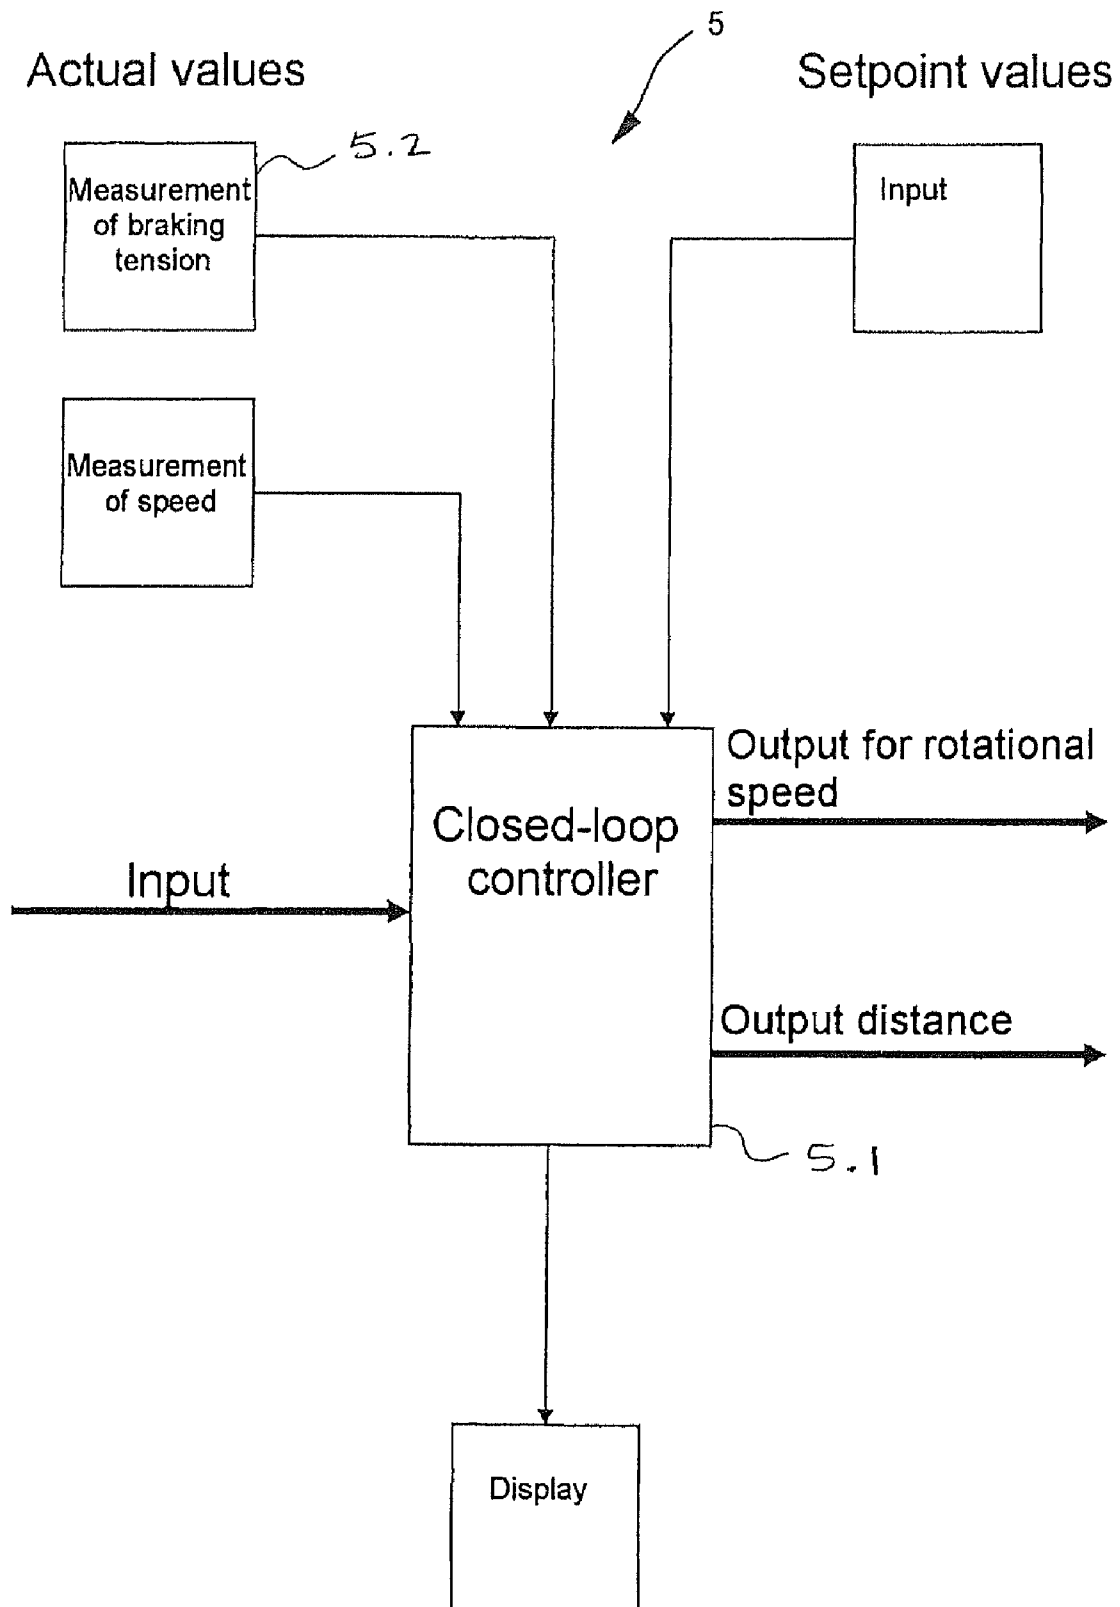 5
Actual values
Setpoint values
5.2
Measurement
of braking
tension
Input
Measurement
of speed
Output for rotational
speed
Closed-loop
controller
Input
Output distance
5.1
Display